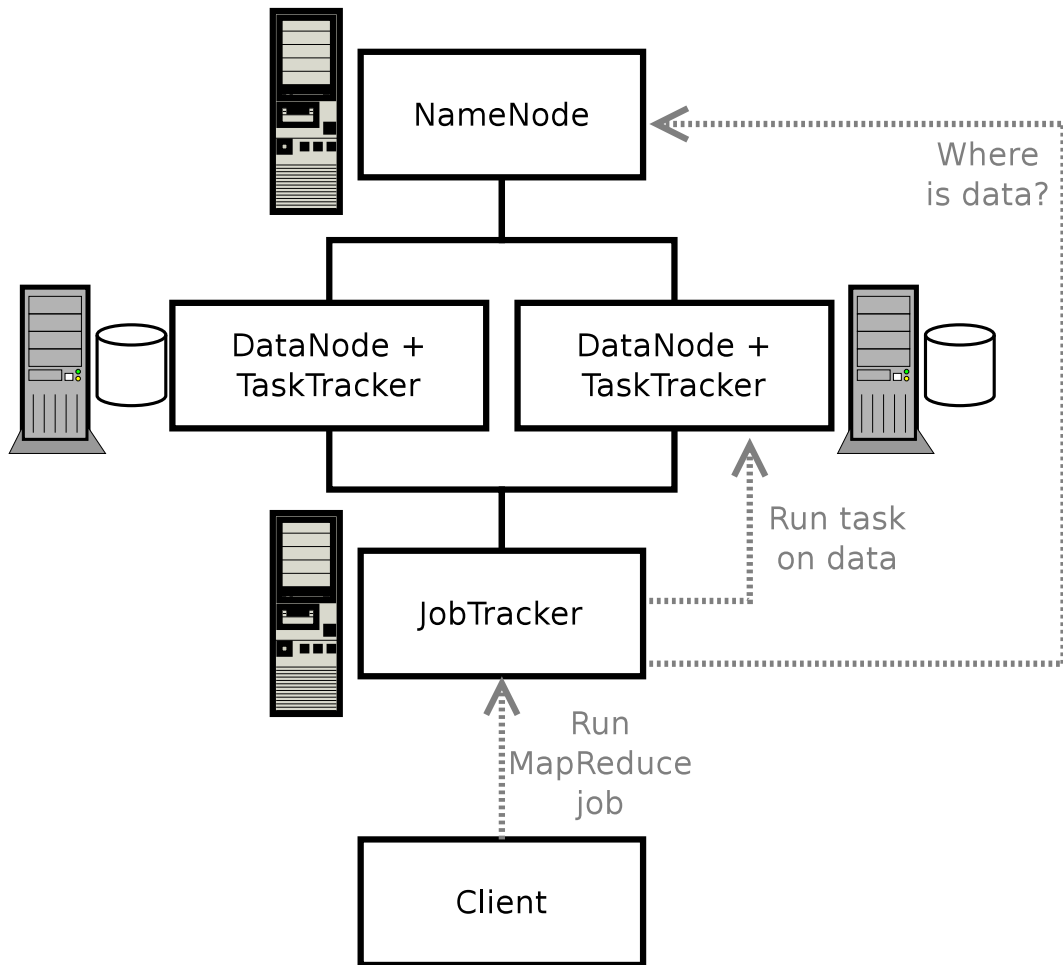 NameNode
Where
is data?
DataNode +
TaskTracker
DataNode +
TaskTracker
Run task
on data
JobTracker
Run
MapReduce
job
Client